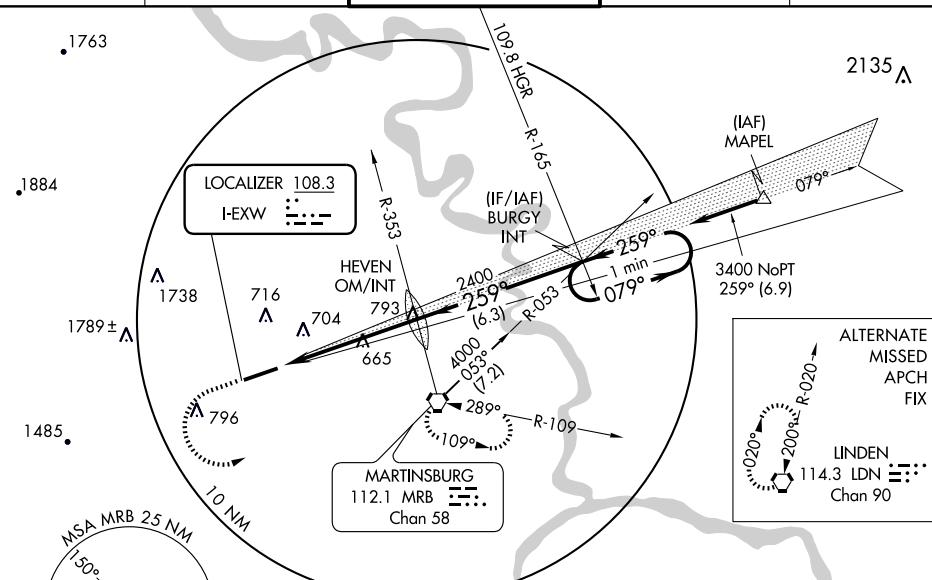 1763
109.8 HGR
R-165
2135
(IAF)
MAPEL
079°
1884
LOCALIZER 108.3
I-EXW
R-353
(IF/IAF)
BURGY
INT
259°
1 min
079°
3400 NoPT
259° (6.9)
HEVEN
OM/INT
2400
259°
(6.3)
R-053
1738
716
704
793
665
1789±
4000
053°
(7.2)
796
289°
R-109
109°
1485
MARTINSBURG
112.1 MRB
Chan 58
10 NM
ALTERNATE
MISSED
APCH
FIX
R-020
020°
200°
LINDEN
114.3 LDN
Chan 90
MSA MRB 25 NM
150°